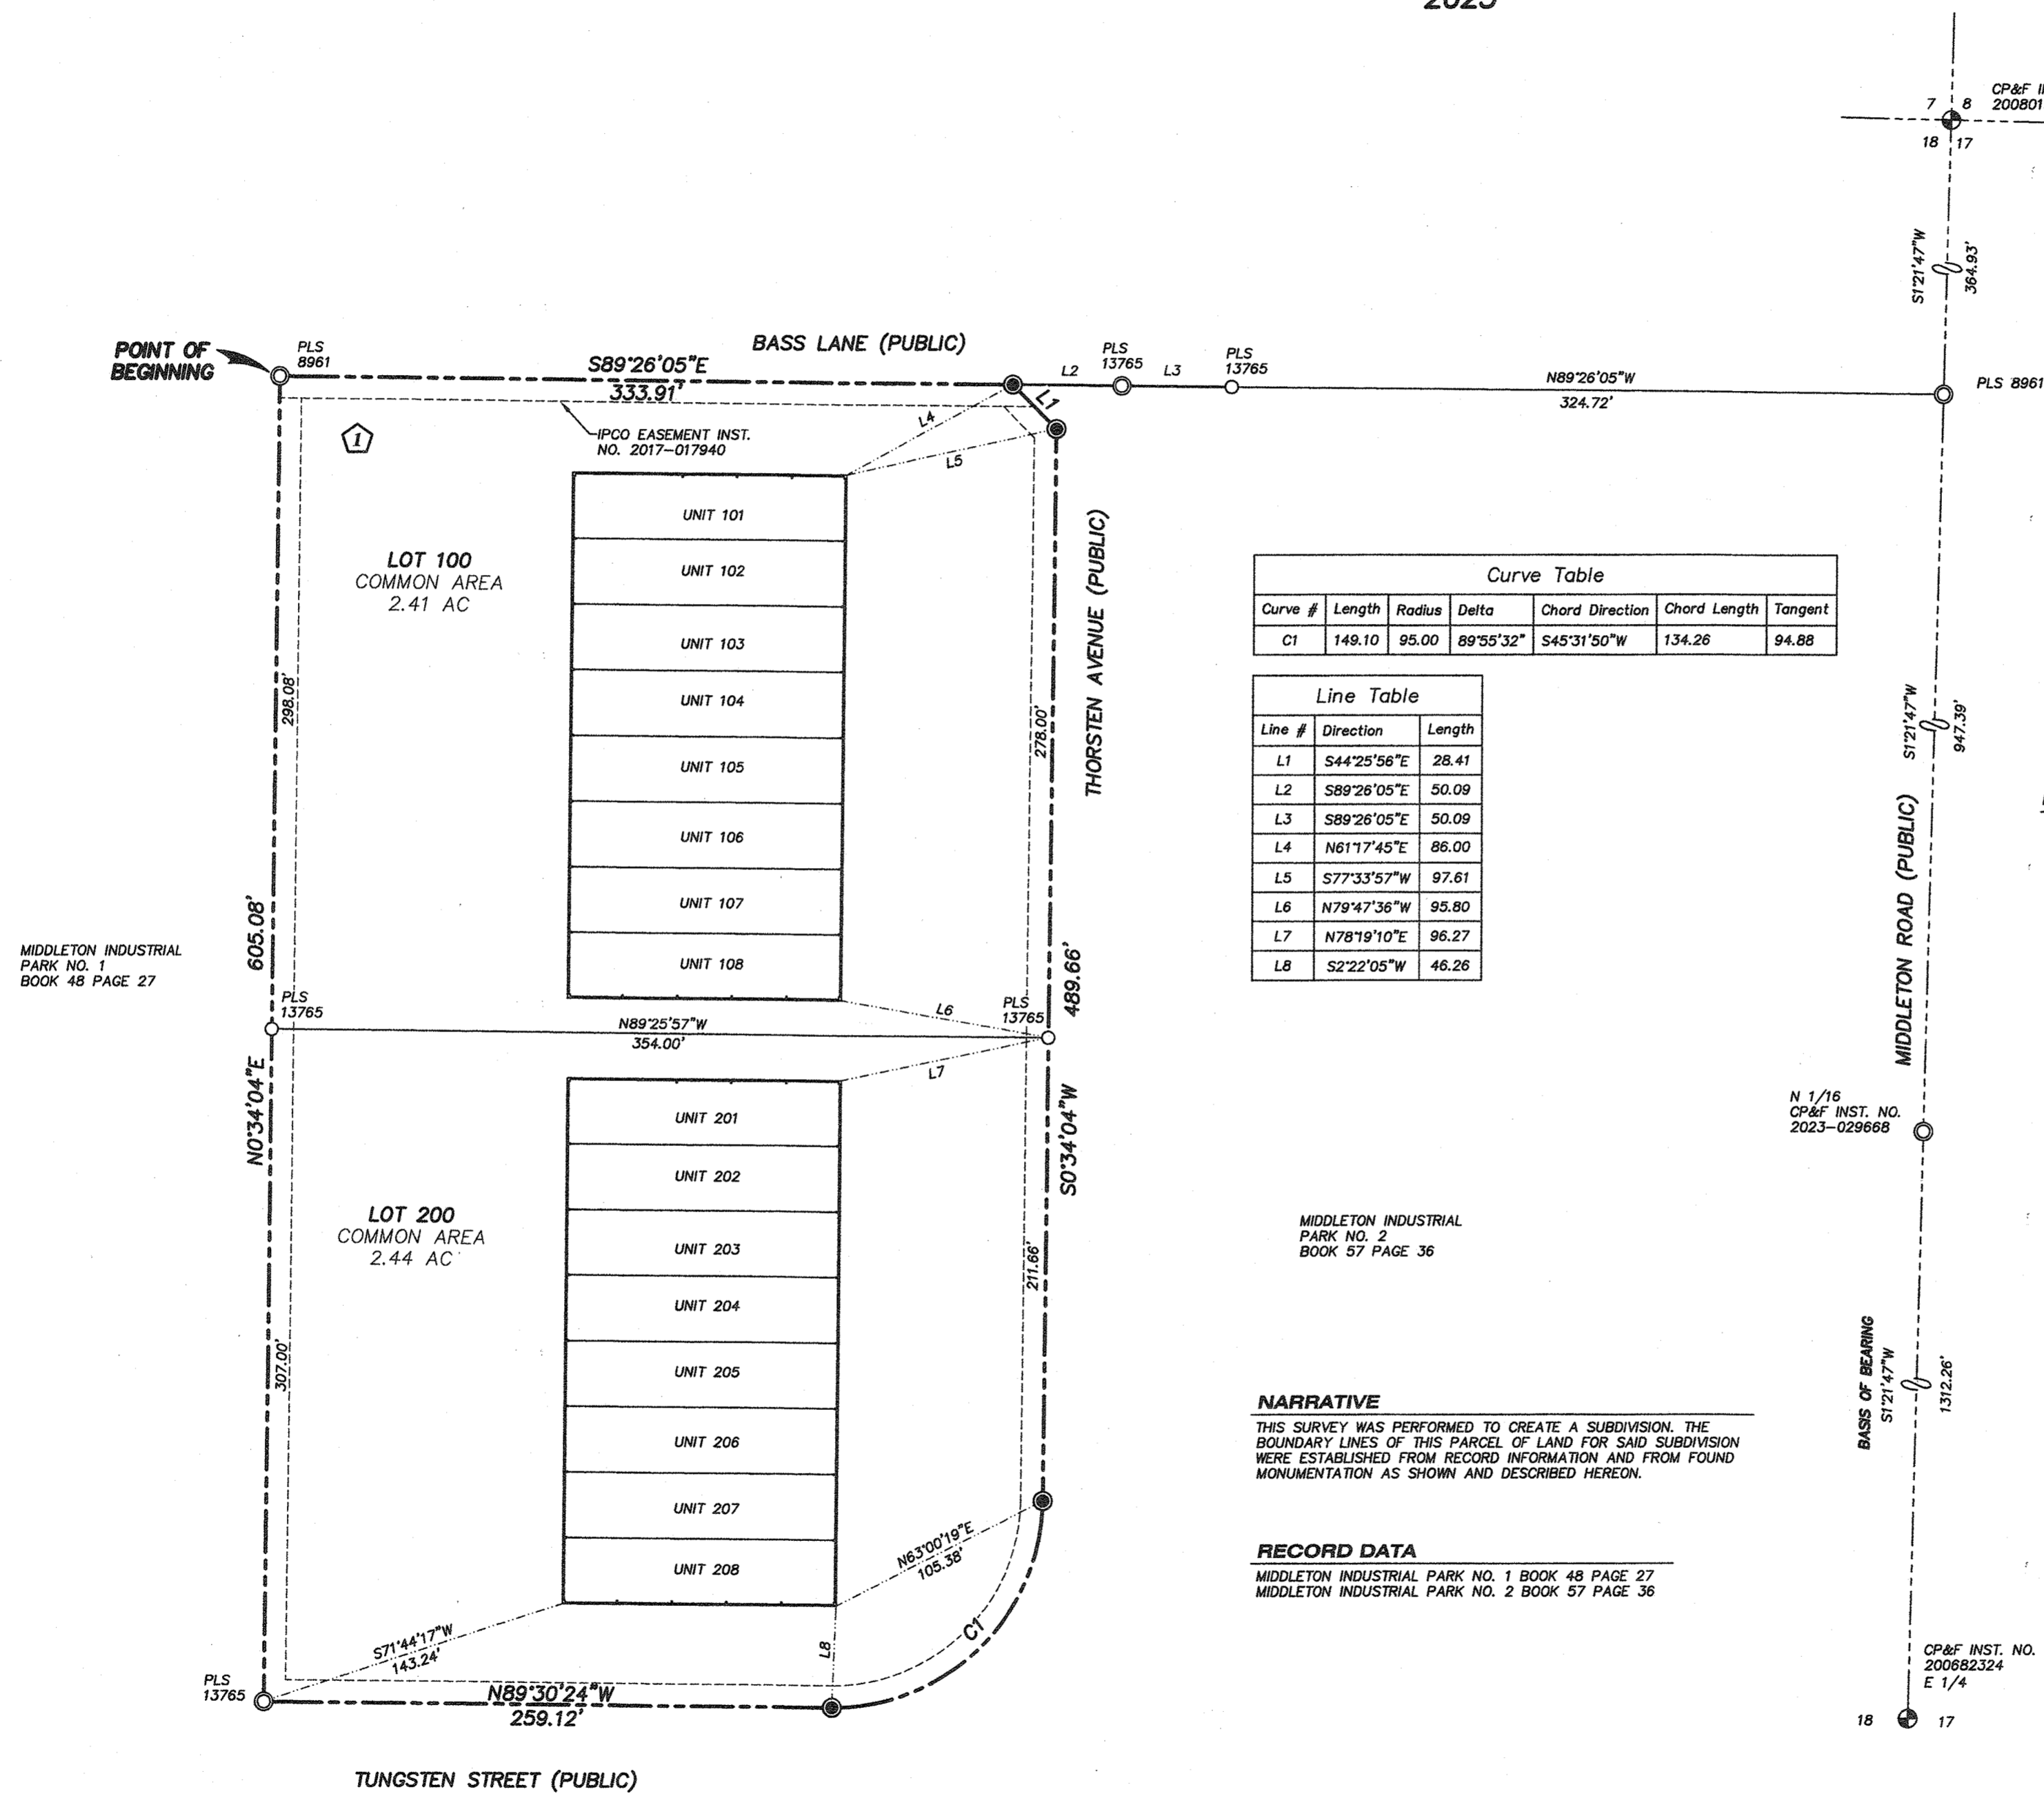 7 8
CP&F
18 17
S1°21'47"W
364.93'
POINT OF
BEGINNING
PLS
8961
BASS LANE (PUBLIC)
S89°26'05"E
333.91'
L1
L2
PLS
13765
L3
PLS
13765
N89°26'05"W
324.72'
PLS 8961
1
IPCO EASEMENT INST.
NO. 2017-017940
L4
L5
LOT 100
COMMON AREA
2.41 AC
UNIT 101
UNIT 102
UNIT 103
UNIT 104
UNIT 105
UNIT 106
UNIT 107
UNIT 108
THORSTEN AVENUE (PUBLIC)
298.08'
278.00'
605.08'
N0°34'04"E
489.66'
S0°34'04"W
Curve Table
Curve # Length Radius Delta Chord Direction Chord Length Tangent
C1 149.10 95.00 89°55'32" S45°31'50"W 134.26 94.88
Line Table
Line # Direction Length
L1 S44°25'56"E 28.41
L2 S89°26'05"E 50.09
L3 S89°26'05"E 50.09
L4 N61°17'45"E 86.00
L5 S77°33'57"W 97.61
L6 N79°47'36"W 95.80
L7 N78°19'10"E 96.27
L8 S2°22'05"W 46.26
S1°21'47"W
947.39'
MIDDLETON ROAD (PUBLIC)
MIDDLETON INDUSTRIAL
PARK NO. 1
BOOK 48 PAGE 27
PLS
13765
L6
PLS
13765
N89°25'57"W
354.00'
L7
LOT 200
COMMON AREA
2.44 AC
UNIT 201
UNIT 202
UNIT 203
UNIT 204
UNIT 205
UNIT 206
UNIT 207
UNIT 208
307.00'
211.66'
N 1/16
CP&F INST. NO.
2023-029668
MIDDLETON INDUSTRIAL
PARK NO. 2
BOOK 57 PAGE 36
BASIS OF BEARING
S1°21'47"W
1312.26'
NARRATIVE
THIS SURVEY WAS PERFORMED TO CREATE A SUBDIVISION. THE
BOUNDARY LINES OF THIS PARCEL OF LAND FOR SAID SUBDIVISION
WERE ESTABLISHED FROM RECORD INFORMATION AND FROM FOUND
MONUMENTATION AS SHOWN AND DESCRIBED HEREON.
RECORD DATA
MIDDLETON INDUSTRIAL PARK NO. 1 BOOK 48 PAGE 27
MIDDLETON INDUSTRIAL PARK NO. 2 BOOK 57 PAGE 36
N63°00'19"E
105.38'
C1
L8
S71°44'17"W
143.24'
PLS
13765
N89°30'24"W
259.12'
TUNGSTEN STREET (PUBLIC)
CP&F INST. NO.
200682324
E 1/4
18 17